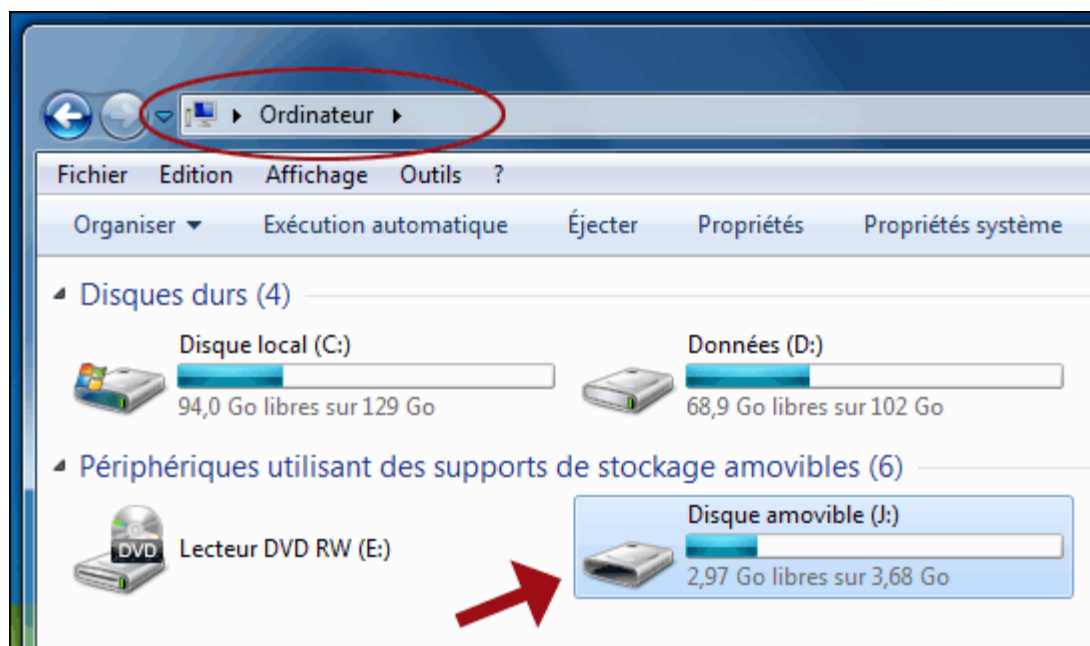 Ordinateur
Fichier Edition Affichage Outils ?
Organiser Exécution automatique Éjecter Propriétés Propriétés système
Disques durs (4)
Disque local (C:)
94,0 Go libres sur 129 Go
Données (D:)
68,9 Go libres sur 102 Go
Périphériques utilisant des supports de stockage amovibles (6)
DVD
Lecteur DVD RW (E:)
Disque amovible (J:)
2,97 Go libres sur 3,68 Go